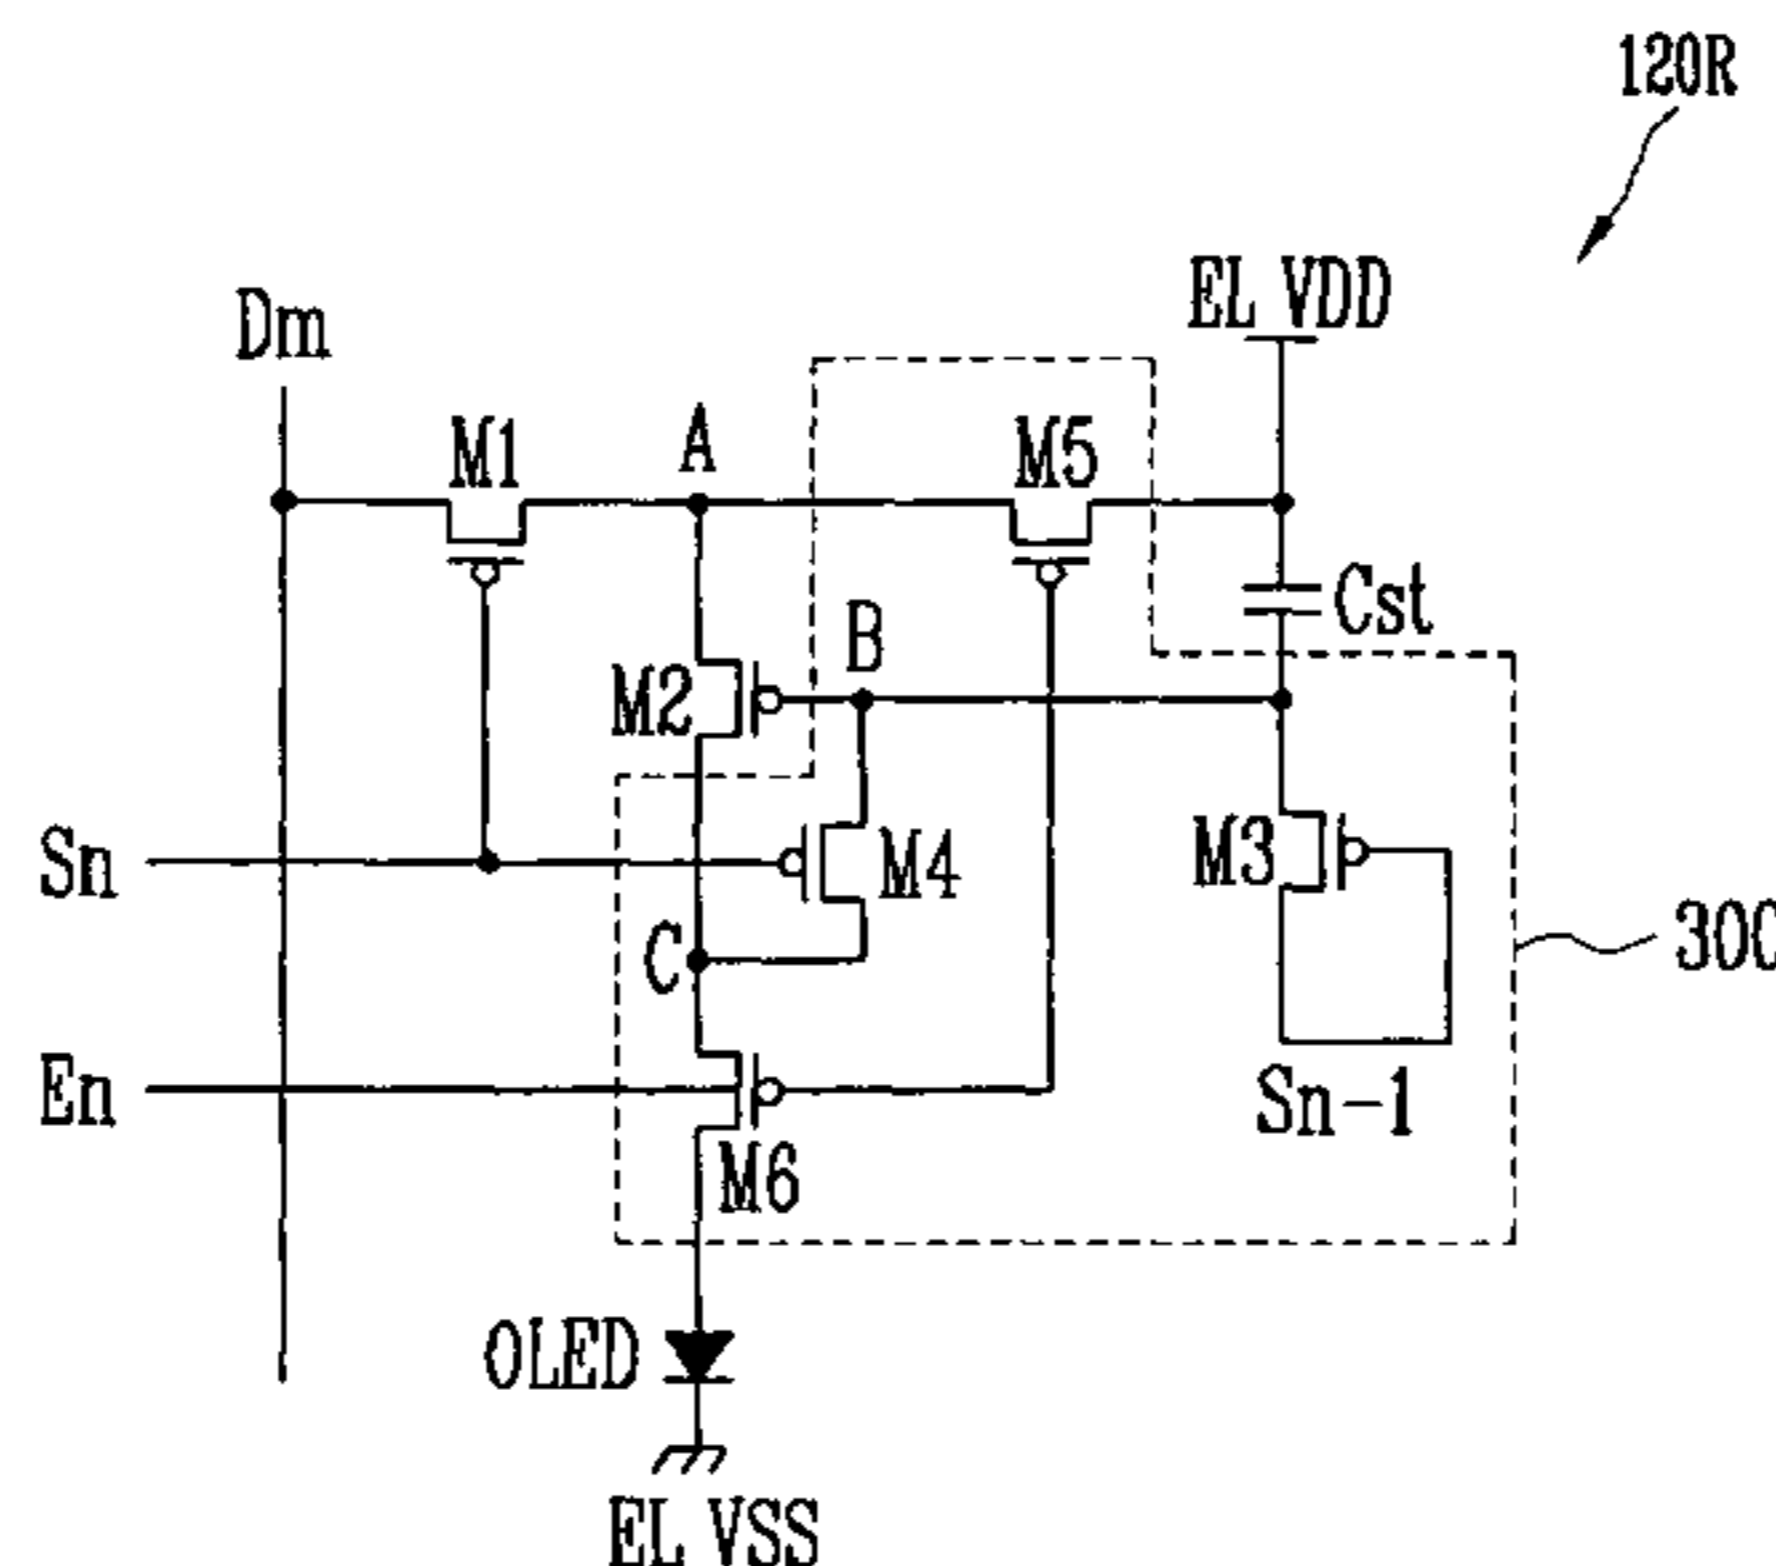 120R
EL VDD
Dm
M1
A
M5
Cst
B
M2
Sn
M4
M3
C
300
En
Sn-1
M6
OLED
EL VSS